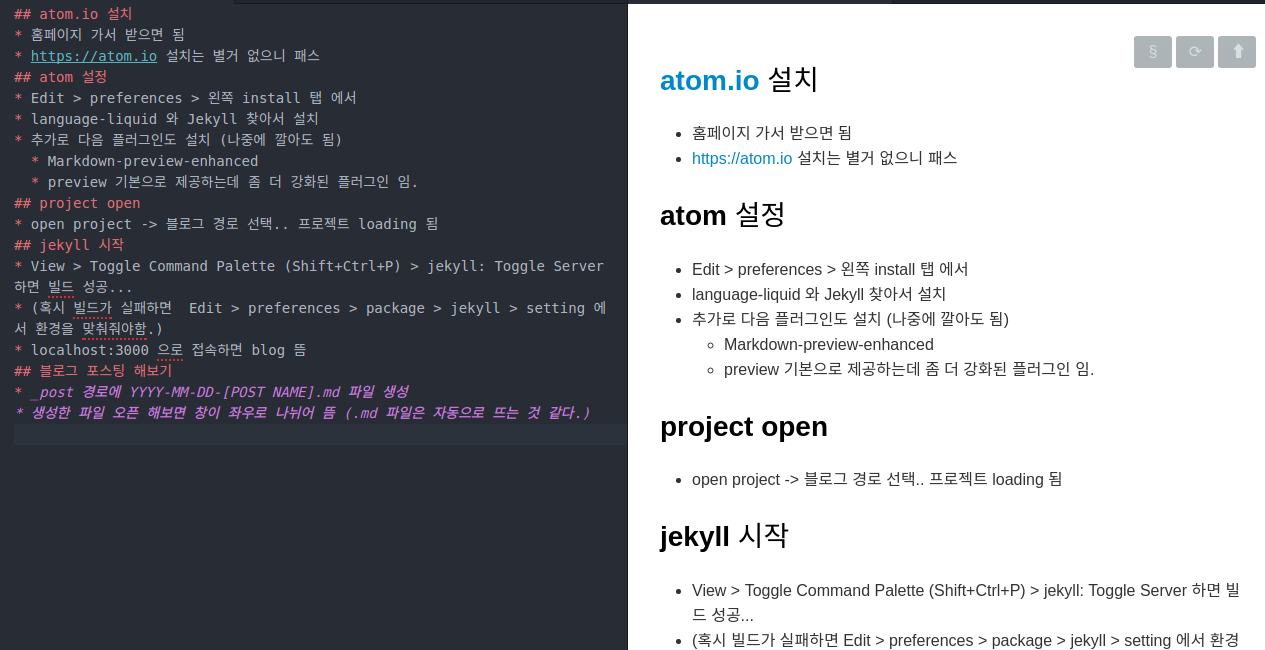 ## atom.io 설치
* 홈페이지 가서 받으면 됨
* https://atom.io 설치는 별거 없으니 패스
## atom 설정
* Edit > preferences > 왼쪽 install 탭 에서
* language-liquid 와 Jekyll 찾아서 설치
* 추가로 다음 플러그인도 설치 (나중에 깔아도 됨)
  * Markdown-preview-enhanced
  * preview 기본으로 제공하는데 좀 더 강화된 플러그인 임.
## project open
* open project -> 블로그 경로 선택.. 프로젝트 loading 됨
## jekyll 시작
* View > Toggle Command Palette (Shift+Ctrl+P) > jekyll: Toggle Server
하면 빌드 성공...
* (혹시 빌드가 실패하면  Edit > preferences > package > jekyll > setting 에
서 환경을 맞춰줘야함.)
* localhost:3000 으로 접속하면 blog 뜸
## 블로그 포스팅 해보기
* _post 경로에 YYYY-MM-DD-[POST NAME].md 파일 생성
* 생성한 파일 오픈 해보면 창이 좌우로 나뉘어 뜸 (.md 파일은 자동으로 뜨는 것 같다.)
§ ⟳ ⬆
atom.io 설치
• 홈페이지 가서 받으면 됨
• https://atom.io 설치는 별거 없으니 패스
atom 설정
• Edit > preferences > 왼쪽 install 탭 에서
• language-liquid 와 Jekyll 찾아서 설치
• 추가로 다음 플러그인도 설치 (나중에 깔아도 됨)
◦ Markdown-preview-enhanced
◦ preview 기본으로 제공하는데 좀 더 강화된 플러그인 임.
project open
• open project -> 블로그 경로 선택.. 프로젝트 loading 됨
jekyll 시작
• View > Toggle Command Palette (Shift+Ctrl+P) > jekyll: Toggle Server 하면 빌
드 성공...
• (혹시 빌드가 실패하면 Edit > preferences > package > jekyll > setting 에서 환경